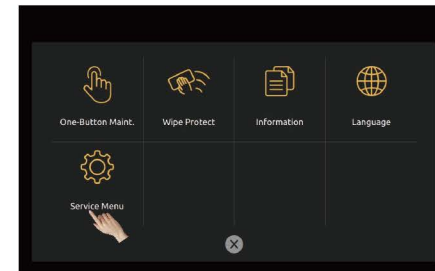 One-Button Maint.
Wipe Protect
Information
Language
Service Menu